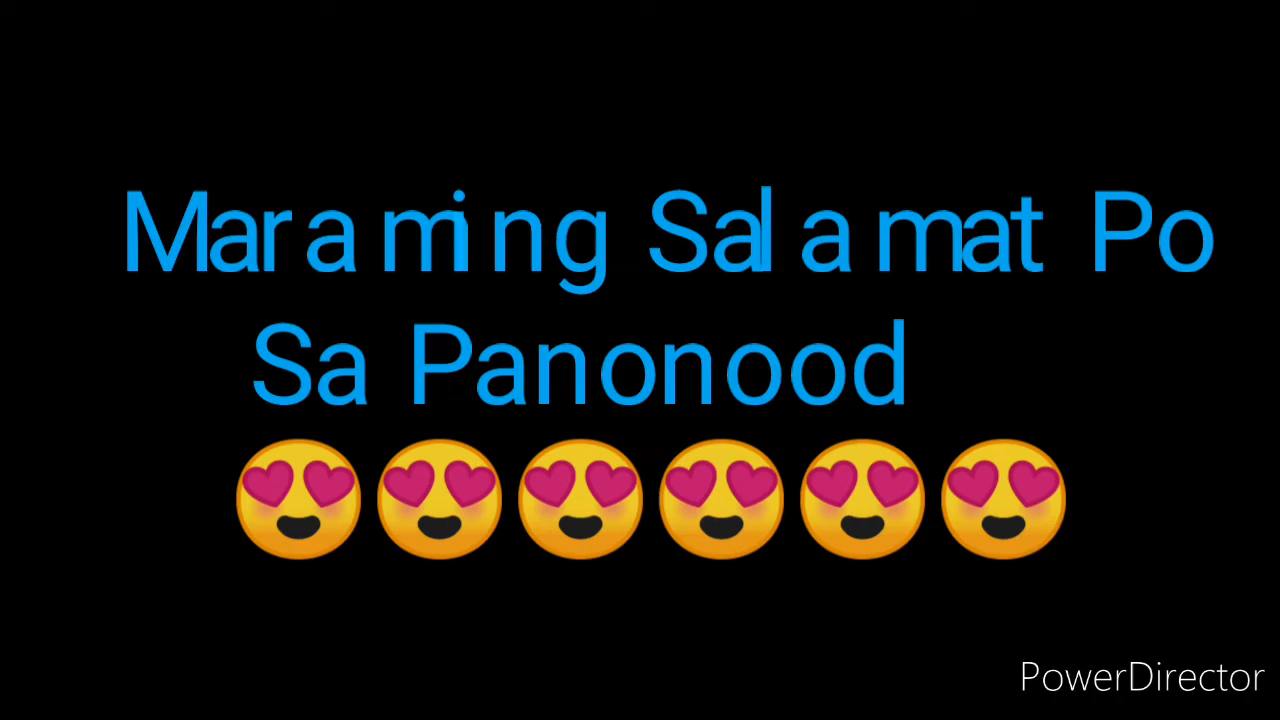 Maraming Salamat Po
Sa Panonood
😍😍😍😍😍😍
PowerDirector